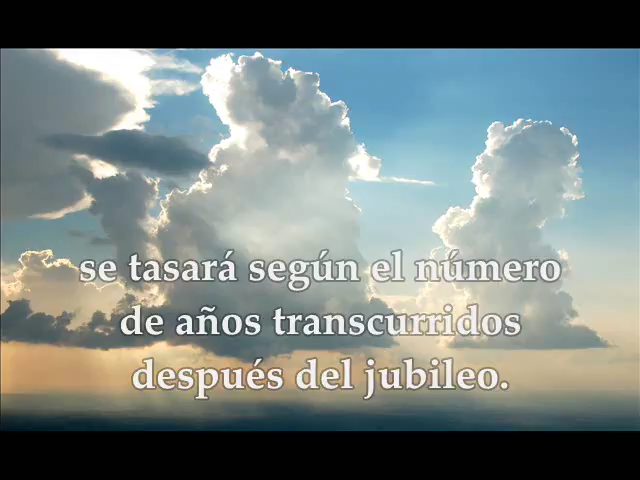 se tasará según el número
de años transcurridos
después del jubileo.